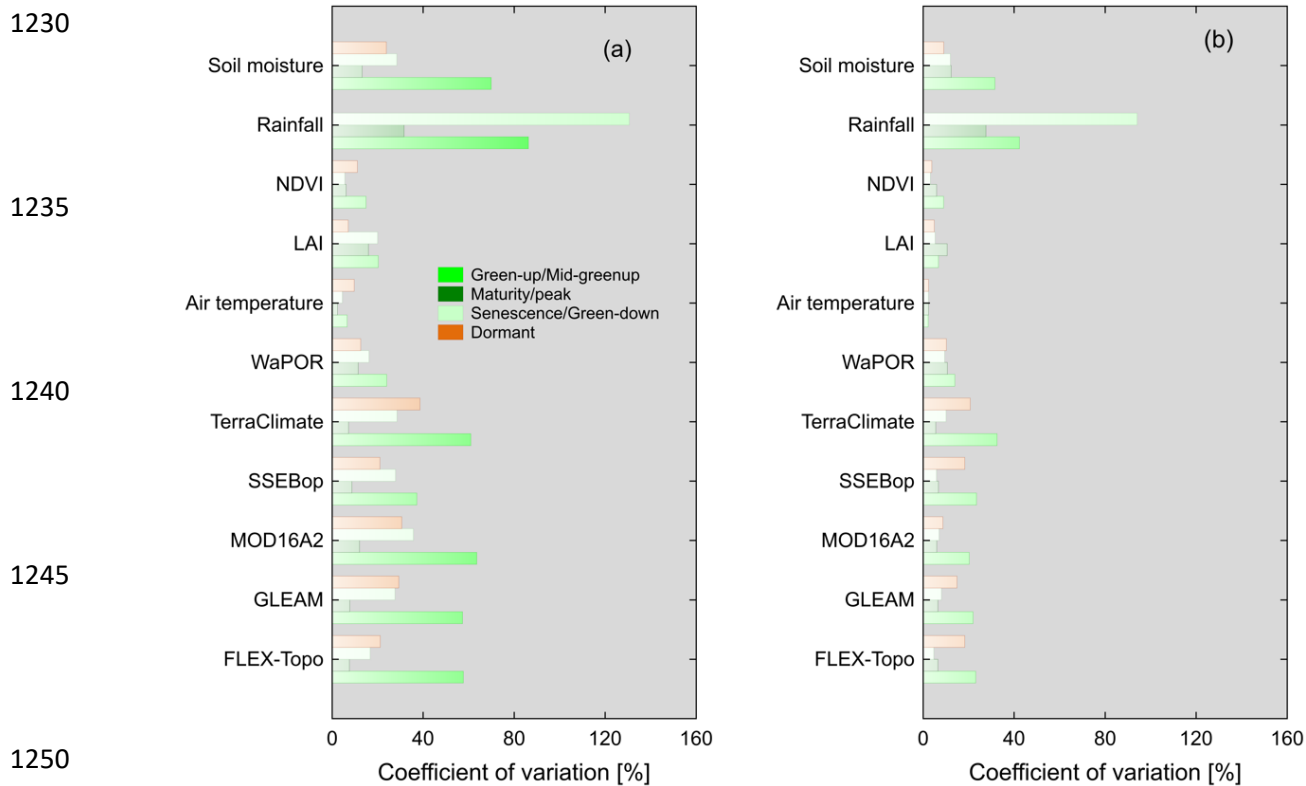 1230
1235
1240
1245
1250
(a)
Soil moisture
Rainfall
NDVI
LAI
Air temperature
WaPOR
TerraClimate
SSEBop
MOD16A2
GLEAM
FLEX-Topo
Green-up/Mid-greenup
Maturity/peak
Senescence/Green-down
Dormant
0 40 80 120 160
Coefficient of variation [%]
(b)
Soil moisture
Rainfall
NDVI
LAI
Air temperature
WaPOR
TerraClimate
SSEBop
MOD16A2
GLEAM
FLEX-Topo
0 40 80 120 160
Coefficient of variation [%]